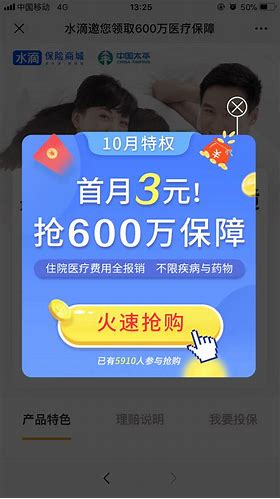 中国移动 4G 13:25
水滴邀您领取600万医疗保障
水滴 保险商城 中国太平
CHINA TAIPING
10月特权
首月3元!
抢600万保障
住院医疗费用全报销 不限疾病与药物
火速抢购
已有5910人参与抢购
产品特色 理赔说明 我要投保